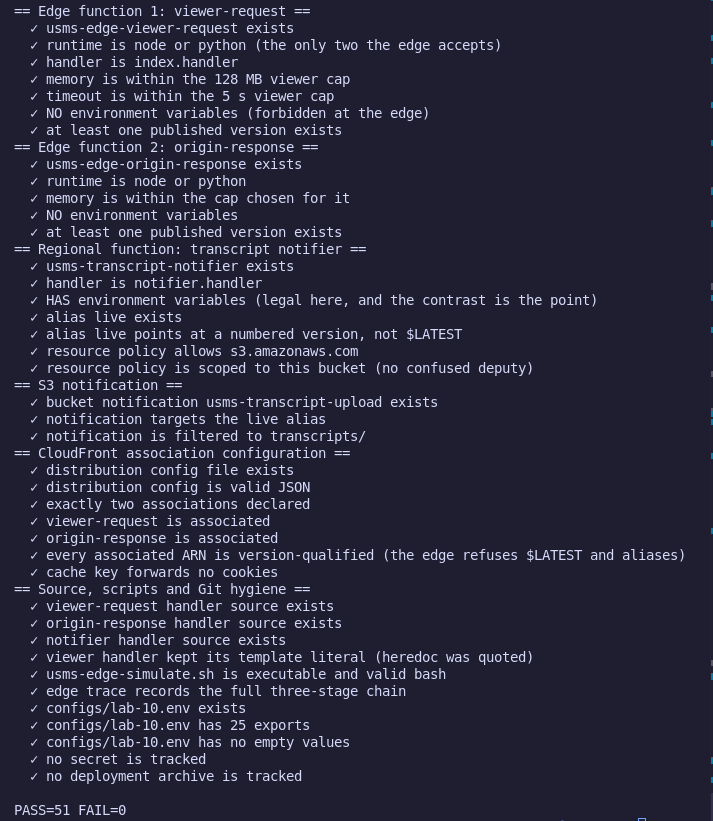 == Edge function 1: viewer-request ==
✓ usms-edge-viewer-request exists
✓ runtime is node or python (the only two the edge accepts)
✓ handler is index.handler
✓ memory is within the 128 MB viewer cap
✓ timeout is within the 5 s viewer cap
✓ NO environment variables (forbidden at the edge)
✓ at least one published version exists
== Edge function 2: origin-response ==
✓ usms-edge-origin-response exists
✓ runtime is node or python
✓ memory is within the cap chosen for it
✓ NO environment variables
✓ at least one published version exists
== Regional function: transcript notifier ==
✓ usms-transcript-notifier exists
✓ handler is notifier.handler
✓ HAS environment variables (legal here, and the contrast is the point)
✓ alias live exists
✓ alias live points at a numbered version, not $LATEST
✓ resource policy allows s3.amazonaws.com
✓ resource policy is scoped to this bucket (no confused deputy)
== S3 notification ==
✓ bucket notification usms-transcript-upload exists
✓ notification targets the live alias
✓ notification is filtered to transcripts/
== CloudFront association configuration ==
✓ distribution config file exists
✓ distribution config is valid JSON
✓ exactly two associations declared
✓ viewer-request is associated
✓ origin-response is associated
✓ every associated ARN is version-qualified (the edge refuses $LATEST and aliases)
✓ cache key forwards no cookies
== Source, scripts and Git hygiene ==
✓ viewer-request handler source exists
✓ origin-response handler source exists
✓ notifier handler source exists
✓ viewer handler kept its template literal (heredoc was quoted)
✓ usms-edge-simulate.sh is executable and valid bash
✓ edge trace records the full three-stage chain
✓ configs/lab-10.env exists
✓ configs/lab-10.env has 25 exports
✓ configs/lab-10.env has no empty values
✓ no secret is tracked
✓ no deployment archive is tracked
PASS=51 FAIL=0